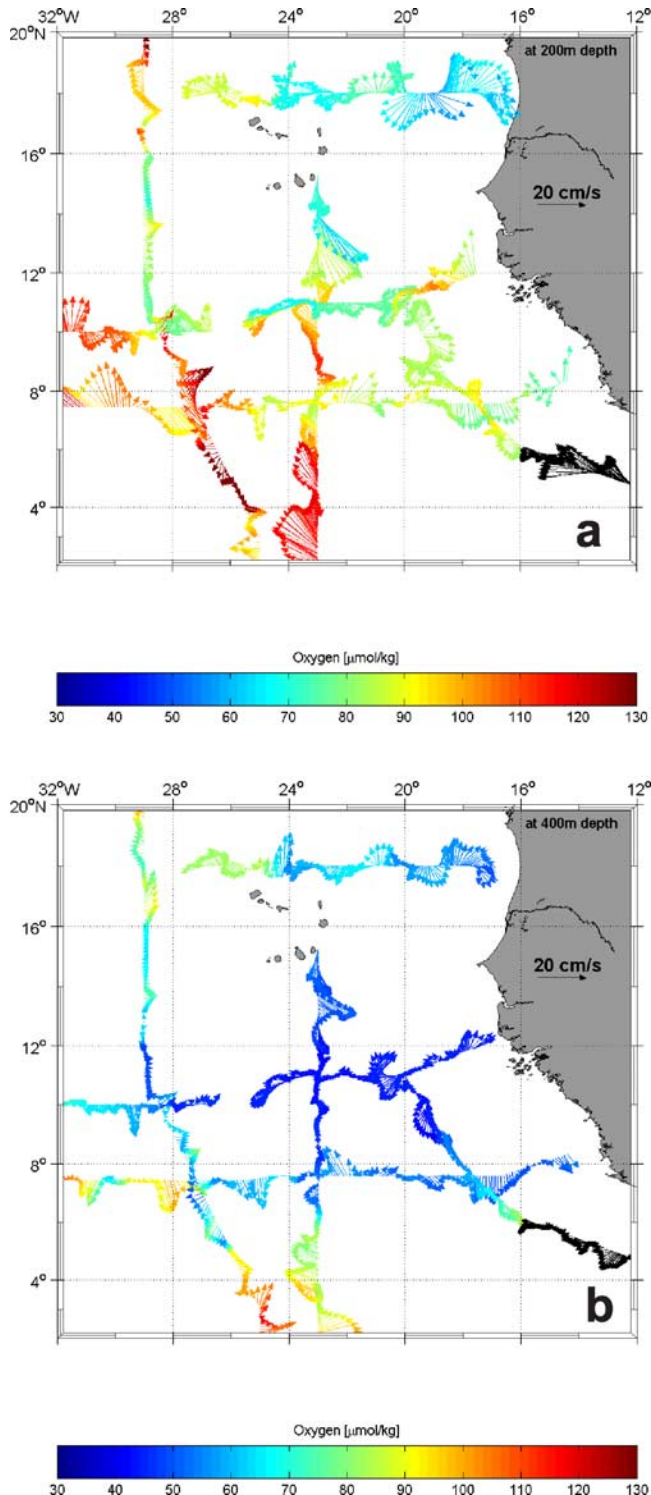 32°W 28° 24° 20° 16° 12°
20°N
at 200m depth
16°
20 cm/s
12°
8°
4°
a
Oxygen [μmol/kg]
30 40 50 60 70 80 90 100 110 120 130
32°W 28° 24° 20° 16° 12°
20°N
at 400m depth
16°
20 cm/s
12°
8°
4°
b
Oxygen [μmol/kg]
30 40 50 60 70 80 90 100 110 120 130